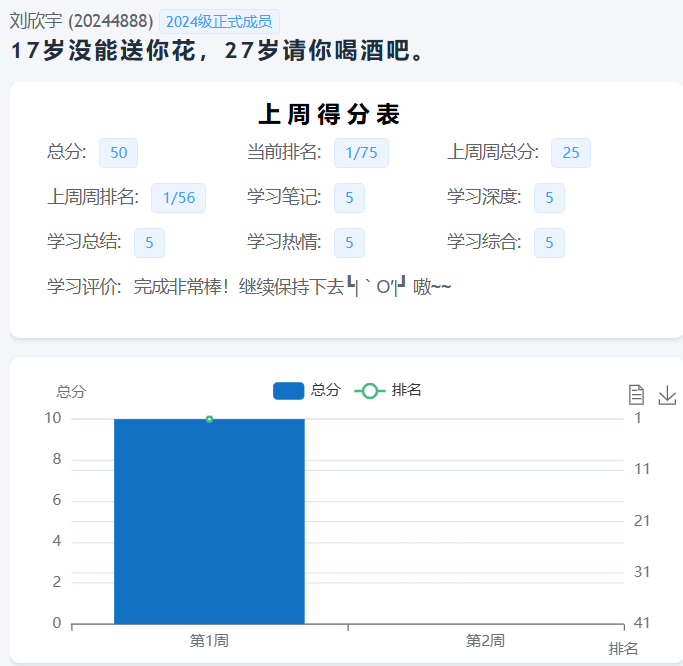 刘欣宇 (20244888) 2024级正式成员
17岁没能送你花，27岁请你喝酒吧。
上周得分表
总分: 50 当前排名: 1/75 上周周总分: 25
上周周排名: 1/56 学习笔记: 5 学习深度: 5
学习总结: 5 学习热情: 5 学习综合: 5
学习评价: 完成非常棒！继续保持下去┗|｀O′|┛ 嗷~~
总分 总分 排名
10 1
8 11
6 21
4 31
2
0 41
第1周 第2周
排名